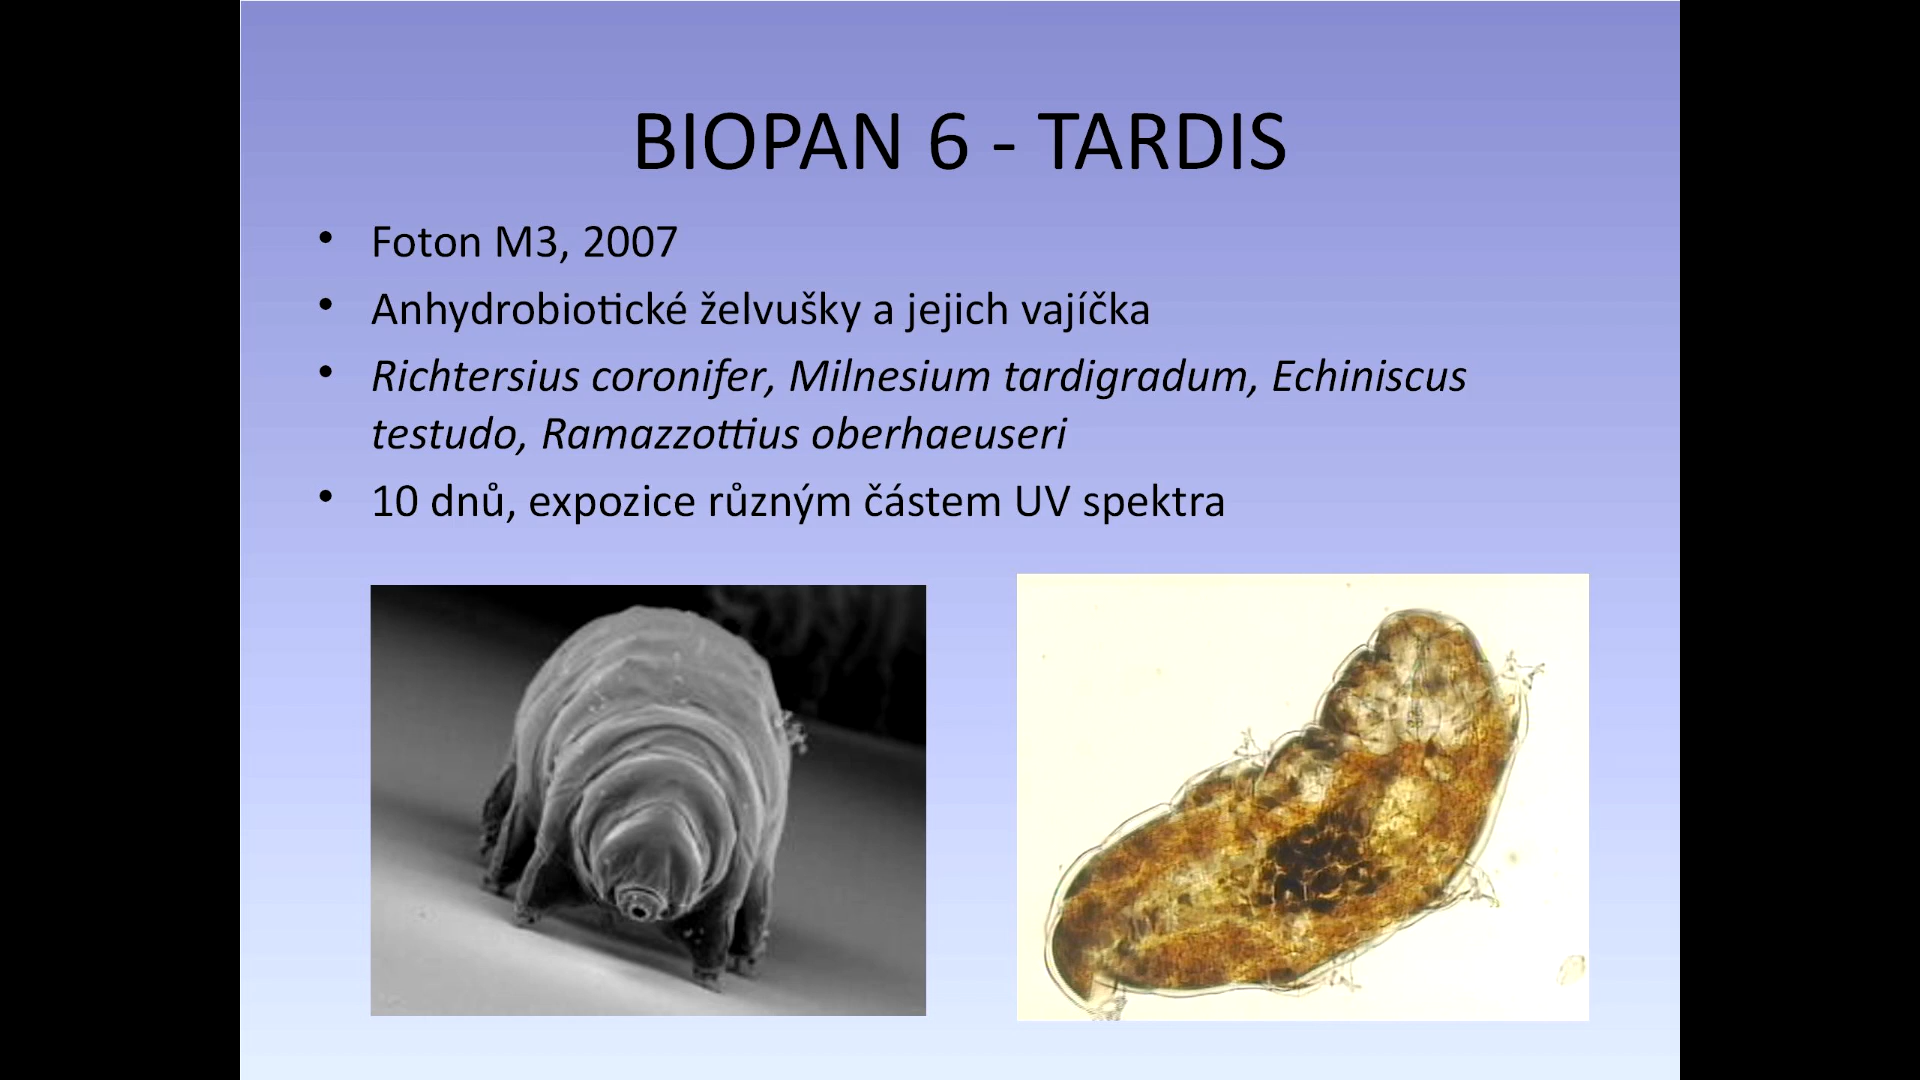 BIOPAN 6 - TARDIS
• Foton M3, 2007
• Anhydrobiotické želvušky a jejich vajíčka
• Richtersius coronifer, Milnesium tardigradum, Echiniscus
testudo, Ramazzottius oberhaeuseri
• 10 dnů, expozice různým částem UV spektra